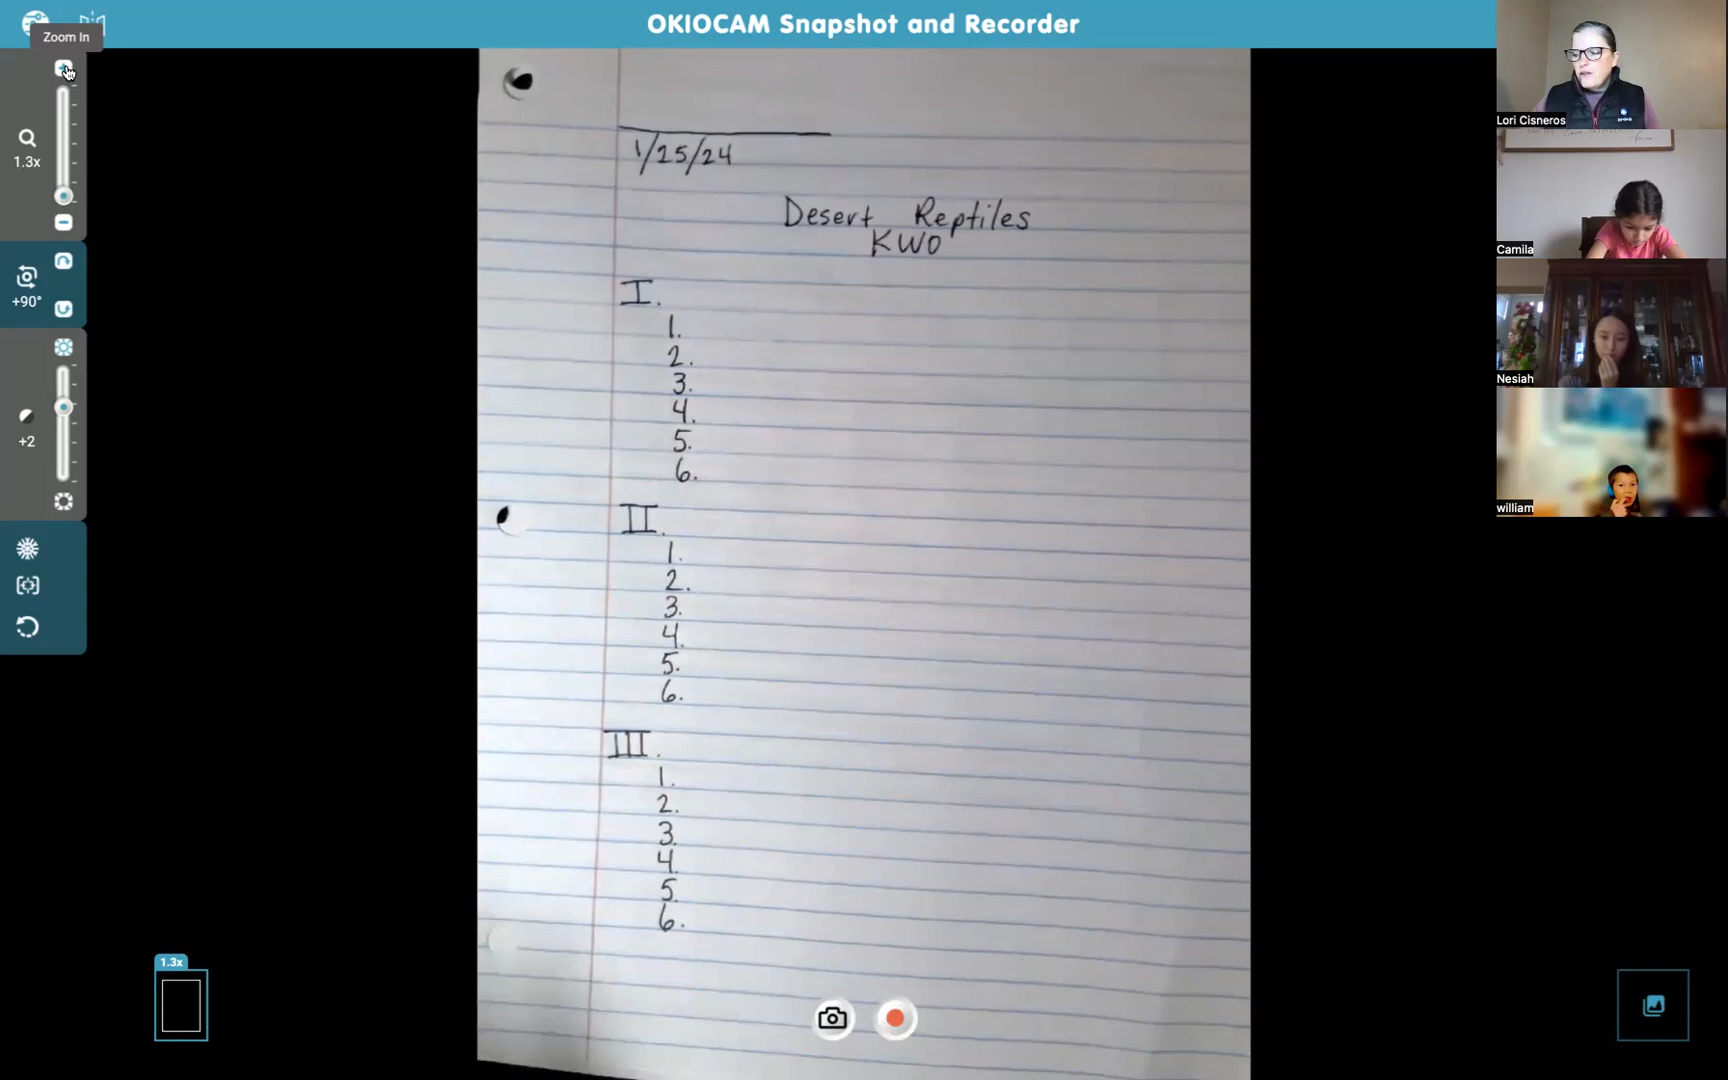 OKIOCAM Snapshot and Recorder
Zoom In
1.3x
+90°
+2
1.3x
1/25/24
Desert Reptiles
KWO
I.
1.
2.
3.
4.
5.
6.
II.
1.
2.
3.
4.
5.
6.
III.
1.
2.
3.
4.
5.
6.
Lori Cisneros
Camila
Nesiah
william